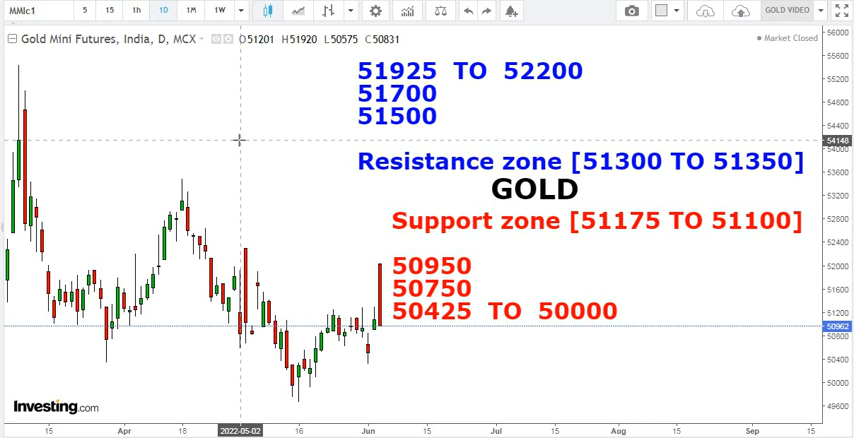 MMIc1 5 15 1h 1D 1M 1W GOLD VIDEO
Gold Mini Futures, India, D, MCX O51201 H51920 L50575 C50831
Market Closed
51925 TO 52200
51700
51500
Resistance zone [51300 TO 51350]
GOLD
Support zone [51175 TO 51100]
50950
50750
50425 TO 50000
56000
55200
54800
54400
54148
54000
53600
53200
52800
52400
52000
51600
51200
50962
50800
50400
50000
49600
Investing.com
15 Apr 18 2022-05-02 16 Jun 15 Jul 15 Aug 15 Sep 15